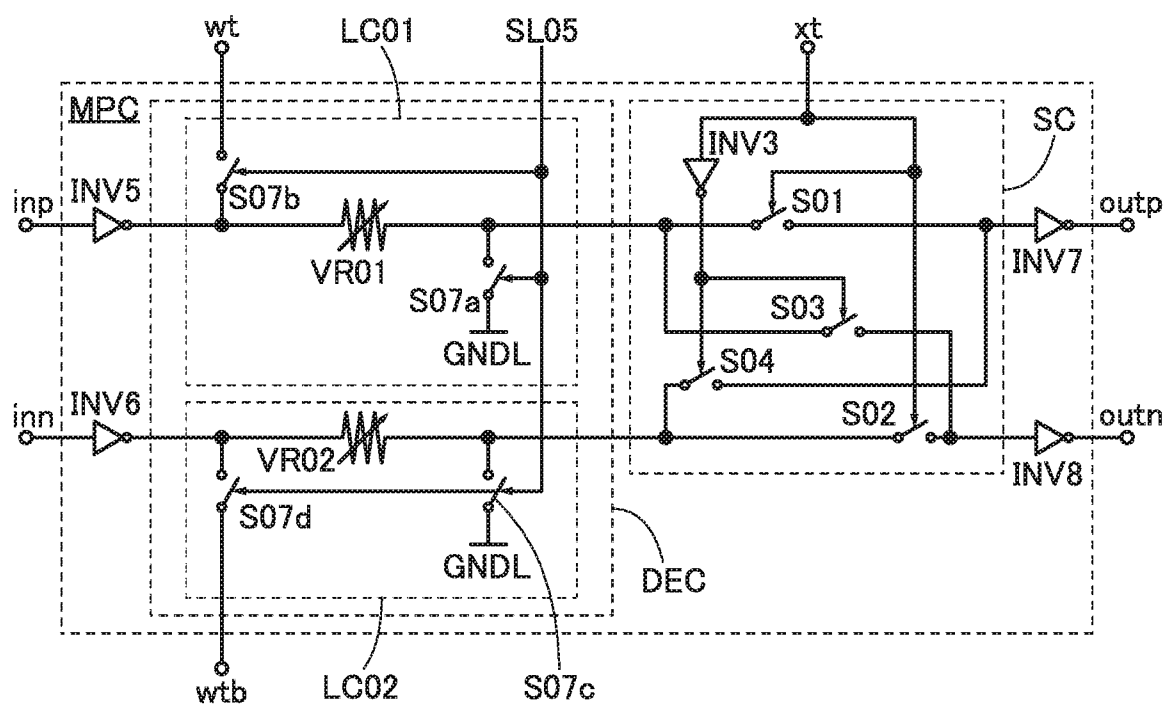 wt
LC01
SL05
xt
MPC
SC
INV3
INV5
S07b
S01
inp
outp
VR01
INV7
S07a
S03
GNDL
S04
INV6
S02
inn
outn
VR02
INV8
S07d
GNDL
DEC
wtb
LC02
S07c